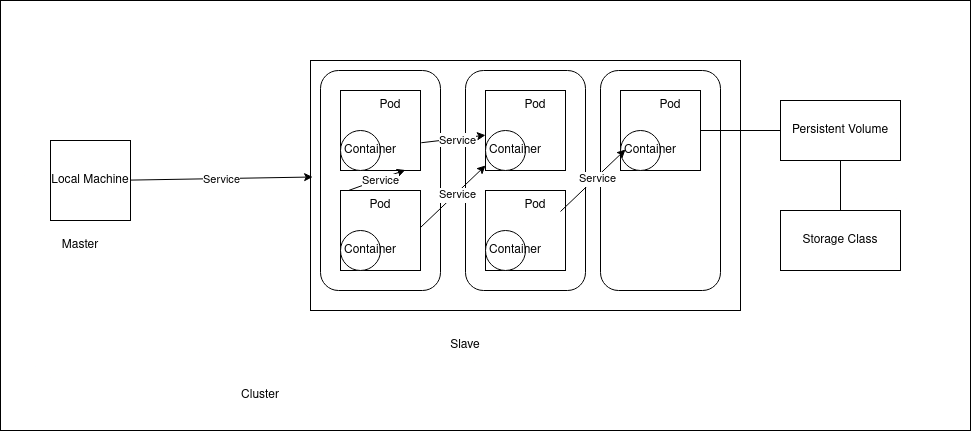 Pod
Pod
Pod
Persistent Volume
Service
Container
Container
Container
Local Machine
Service
Service
Service
Service
Pod
Pod
Storage Class
Master
Container
Container
Slave
Cluster